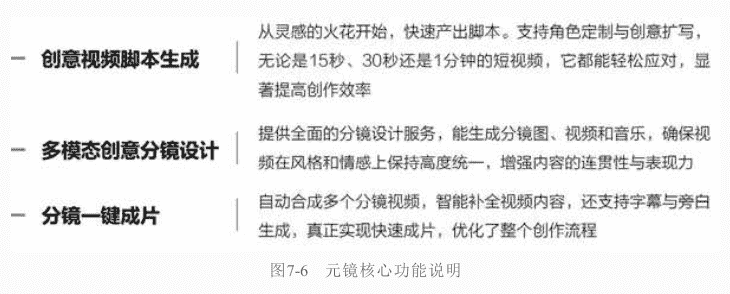 创意视频脚本生成
从灵感的火花开始，快速产出脚本。支持角色定制与创意扩写，
无论是15秒、30秒还是1分钟的短视频，它都能轻松应对，显
著提高创作效率
多模态创意分镜设计
提供全面的分镜设计服务，能生成分镜图、视频和音乐，确保视
频在风格和情感上保持高度统一，增强内容的连贯性与表现力
分镜一键成片
自动合成多个分镜视频，智能补全视频内容，还支持字幕与旁白
生成，真正实现快速成片，优化了整个创作流程
图7-6 元镜核心功能说明